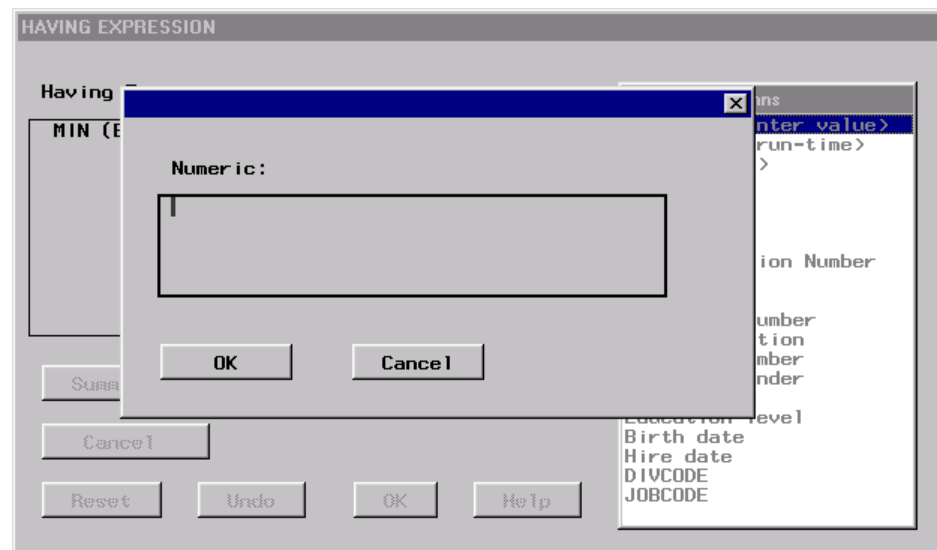 HAVING EXPRESSION
Having
MIN (
nter value>
run-time>
>
Numeric:
ion Number
umber
tion
mber
nder
OK
Cancel
level
Birth date
Hire date
DIVCODE
JOBCODE
Cancel
Reset
Undo
OK
Help